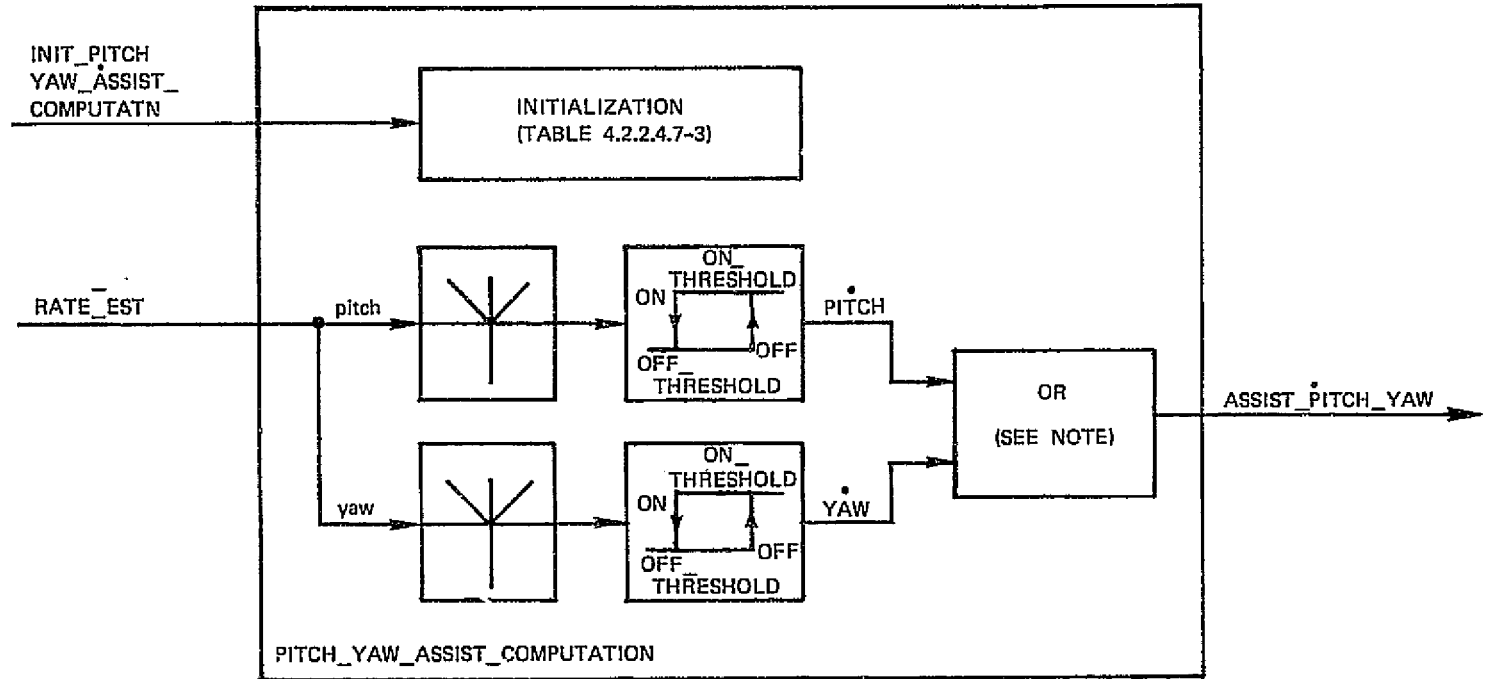 INIT_PITCH
YAW_ASSIST_
COMPUTATN
INITIALIZATION
(TABLE 4.2.2.4.7-3)
RATE_EST
pitch
ON_
THRESHOLD
ON
OFF
OFF_
THRESHOLD
PITCH
yaw
ON_
THRESHOLD
ON
OFF
OFF_
THRESHOLD
YAW
OR
(SEE NOTE)
ASSIST_PITCH_YAW
PITCH_YAW_ASSIST_COMPUTATION